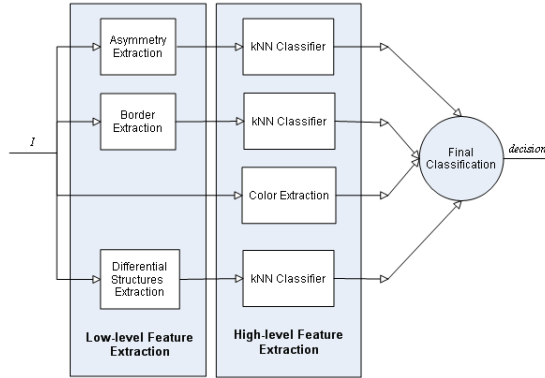 Asymmetry
Extraction
kNN Classifier
Border
Extraction
kNN Classifier
I
Final
Classification
decision
Color Extraction
Differential
Structures
Extraction
kNN Classifier
Low-level Feature
Extraction
High-level Feature
Extraction